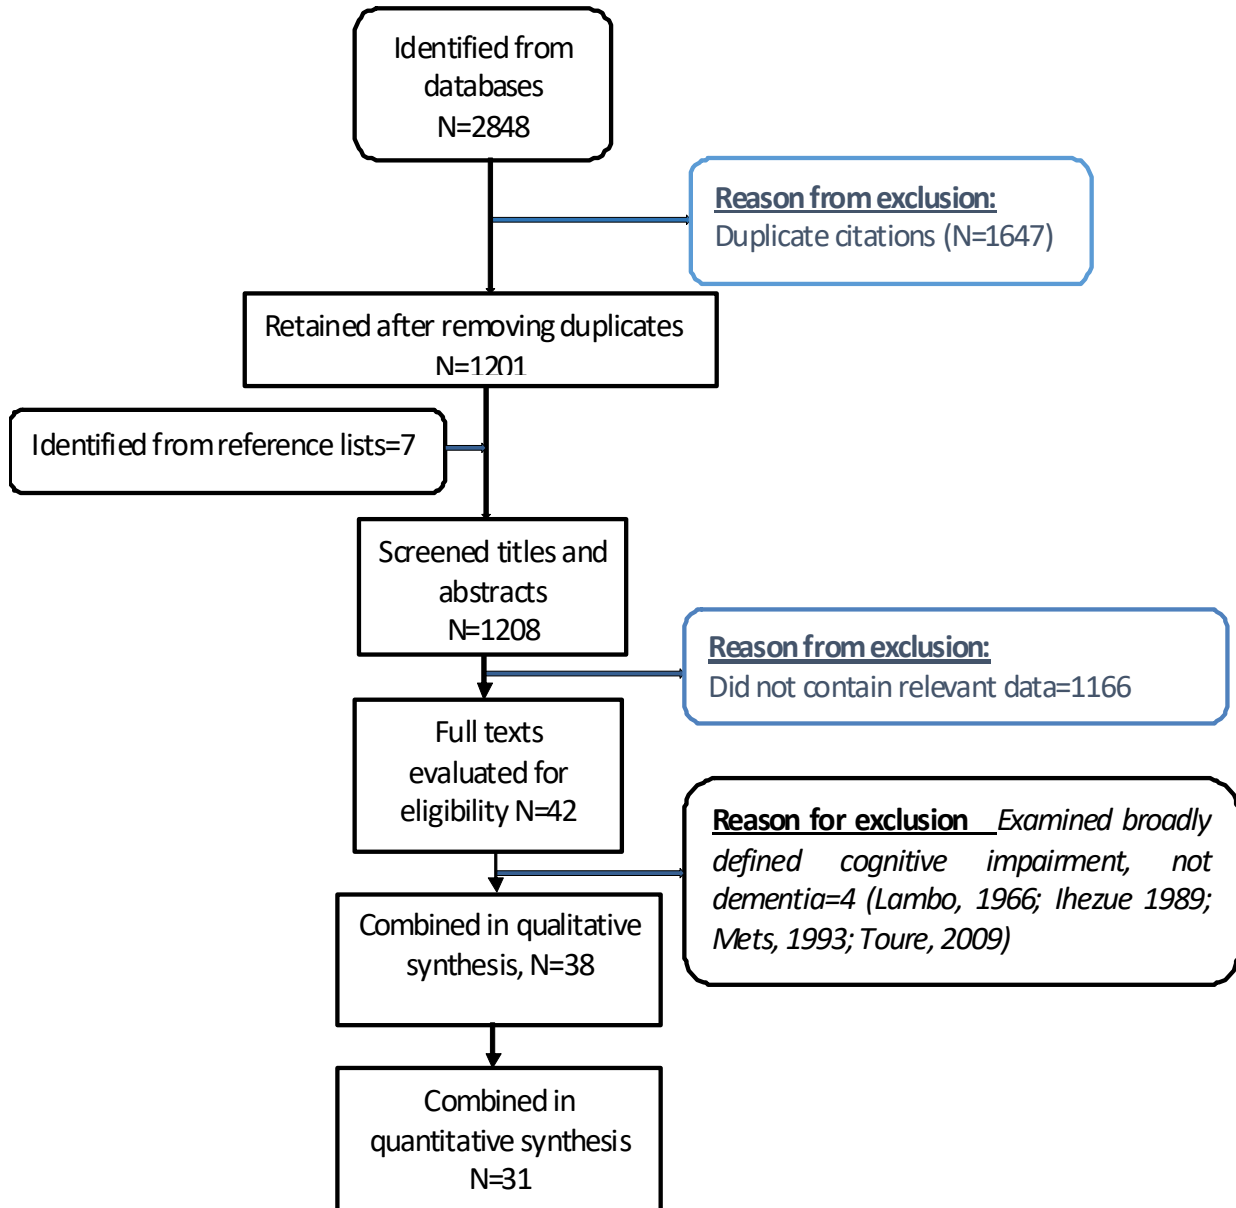 Identified from
databases
N=2848
Reason from exclusion:
Duplicate citations (N=1647)
Retained after removing duplicates
N=1201
Identified from reference lists=7
Screened titles and
abstracts
N=1208
Reason from exclusion:
Did not contain relevant data=1166
Full texts
evaluated for
eligibility N=42
Reason for exclusion Examined broadly
defined cognitive impairment, not
dementia=4 (Lambo, 1966; Ihezue 1989;
Mets, 1993; Toure, 2009)
Combined in qualitative
synthesis, N=38
Combined in
quantitative synthesis
N=31